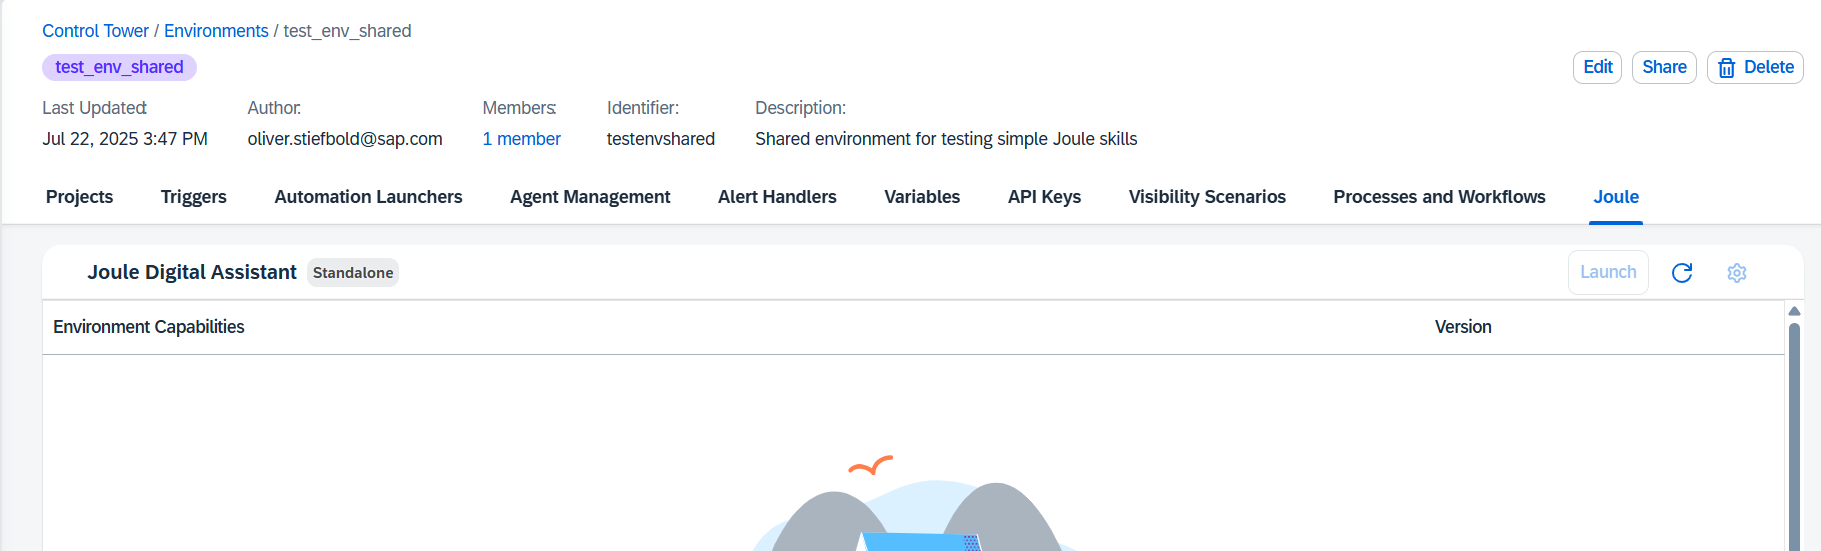 Control Tower / Environments / test_env_shared
test_env_shared
Edit
Share
Delete
Last Updated:
Author:
Members:
Identifier:
Description:
Jul 22, 2025 3:47 PM
oliver.stiefbold@sap.com
1 member
testenvshared
Shared environment for testing simple Joule skills
Projects
Triggers
Automation Launchers
Agent Management
Alert Handlers
Variables
API Keys
Visibility Scenarios
Processes and Workflows
Joule
Joule Digital Assistant
Standalone
Launch
Environment Capabilities
Version